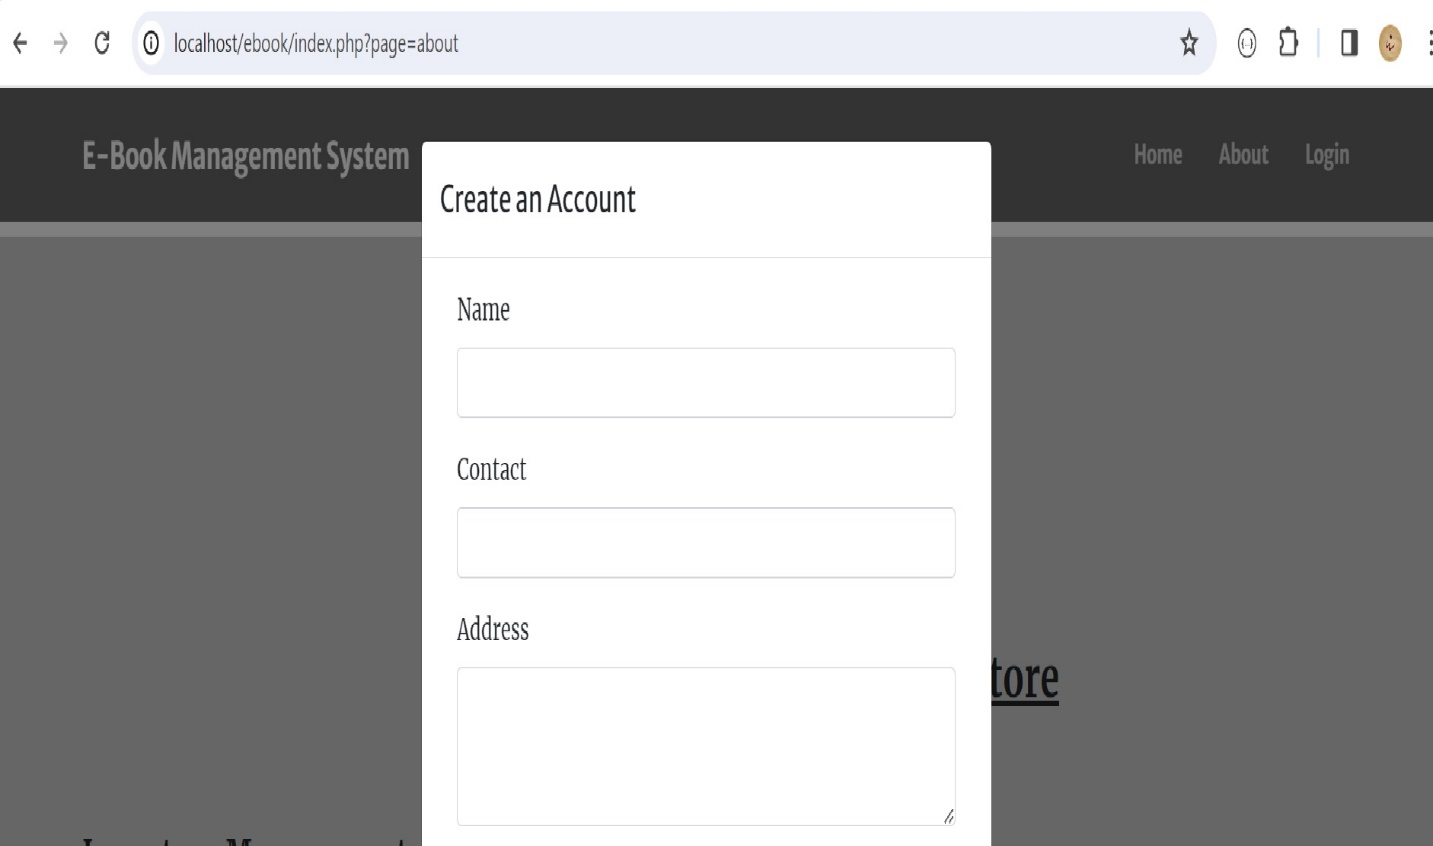 localhost/ebook/index.php?page=about
E-Book Management System
Home About Login
Create an Account
Name
Contact
Address
tore